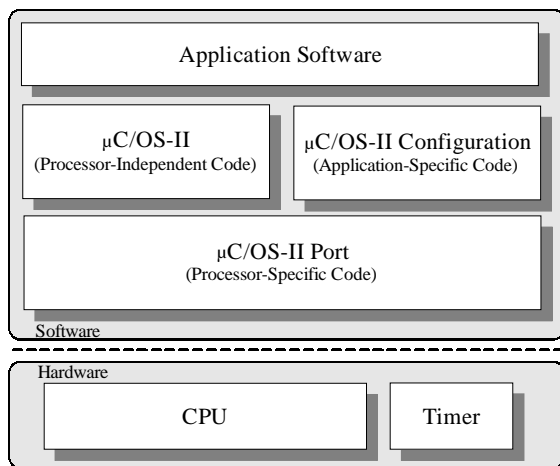 Application Software
μC/OS-II
(Processor-Independent Code)
μC/OS-II Configuration
(Application-Specific Code)
μC/OS-II Port
(Processor-Specific Code)
Software
Hardware
CPU
Timer